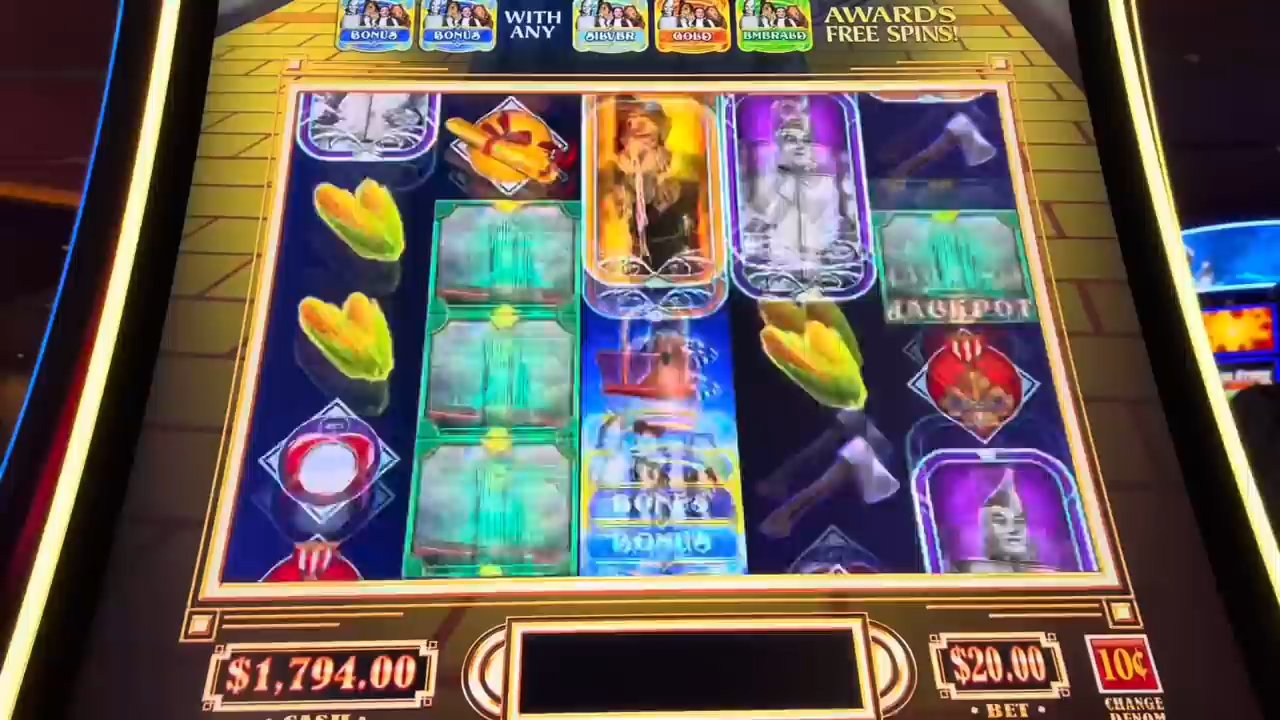 BONUS
BONUS
WITH
ANY
SILVER
GOLD
EMERALD
AWARDS
FREE SPINS!
JACKPOT
BONUS
BONUS
$1,794.00
• CASH •
$20.00
• BET •
10¢
CHANGE
DENOM